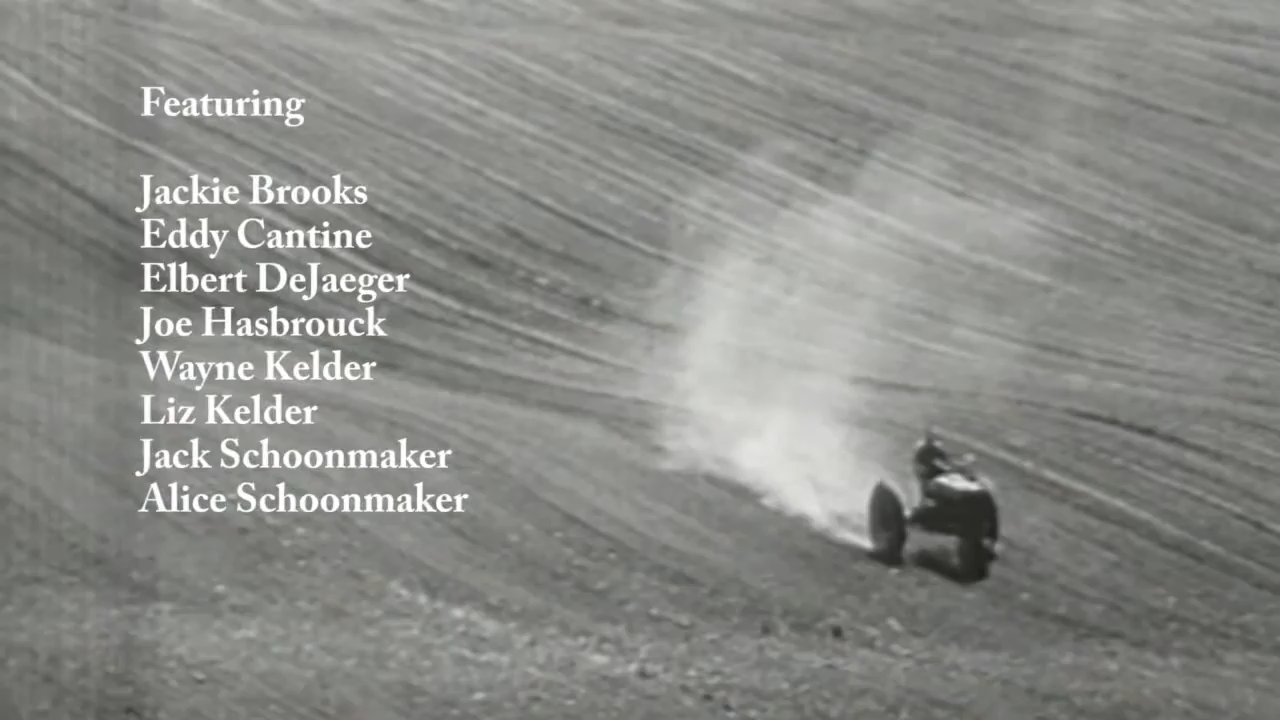 Featuring
Jackie Brooks
Eddy Cantine
Elbert DeJaeger
Joe Hasbrouck
Wayne Kelder
Liz Kelder
Jack Schoonmaker
Alice Schoonmaker